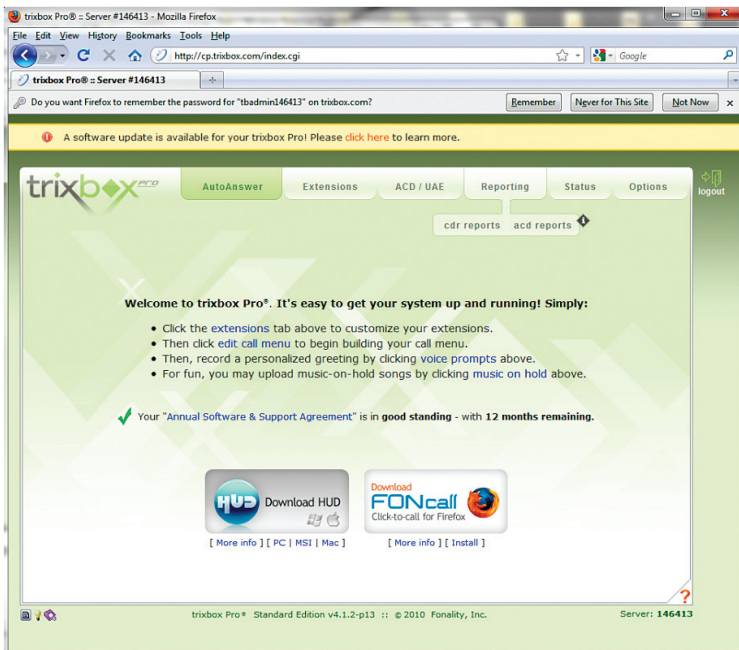 trixbox Pro® :: Server #146413 - Mozilla Firefox
File Edit View History Bookmarks Tools Help
http://cp.trixbox.com/index.cgi
Google
trixbox Pro® :: Server #146413
Do you want Firefox to remember the password for "tbadmin146413" on trixbox.com?
Remember
Never for This Site
Not Now
x
A software update is available for your trixbox Pro! Please click here to learn more.
trixbox PRO
AutoAnswer
Extensions
ACD / UAE
Reporting
Status
Options
logout
cdr reports
acd reports
Welcome to trixbox Pro®. It's easy to get your system up and running! Simply:
• Click the extensions tab above to customize your extensions.
• Then click edit call menu to begin building your call menu.
• Then, record a personalized greeting by clicking voice prompts above.
• For fun, you may upload music-on-hold songs by clicking music on hold above.
Your "Annual Software & Support Agreement" is in good standing - with 12 months remaining.
HUD
Download HUD
Download
FONcall
Click-to-call for Firefox
[ More info ] [ PC | MSI | Mac ]
[ More info ] [ Install ]
?
trixbox Pro® Standard Edition v4.1.2-p13 :: © 2010 Fonality, Inc.
Server: 146413